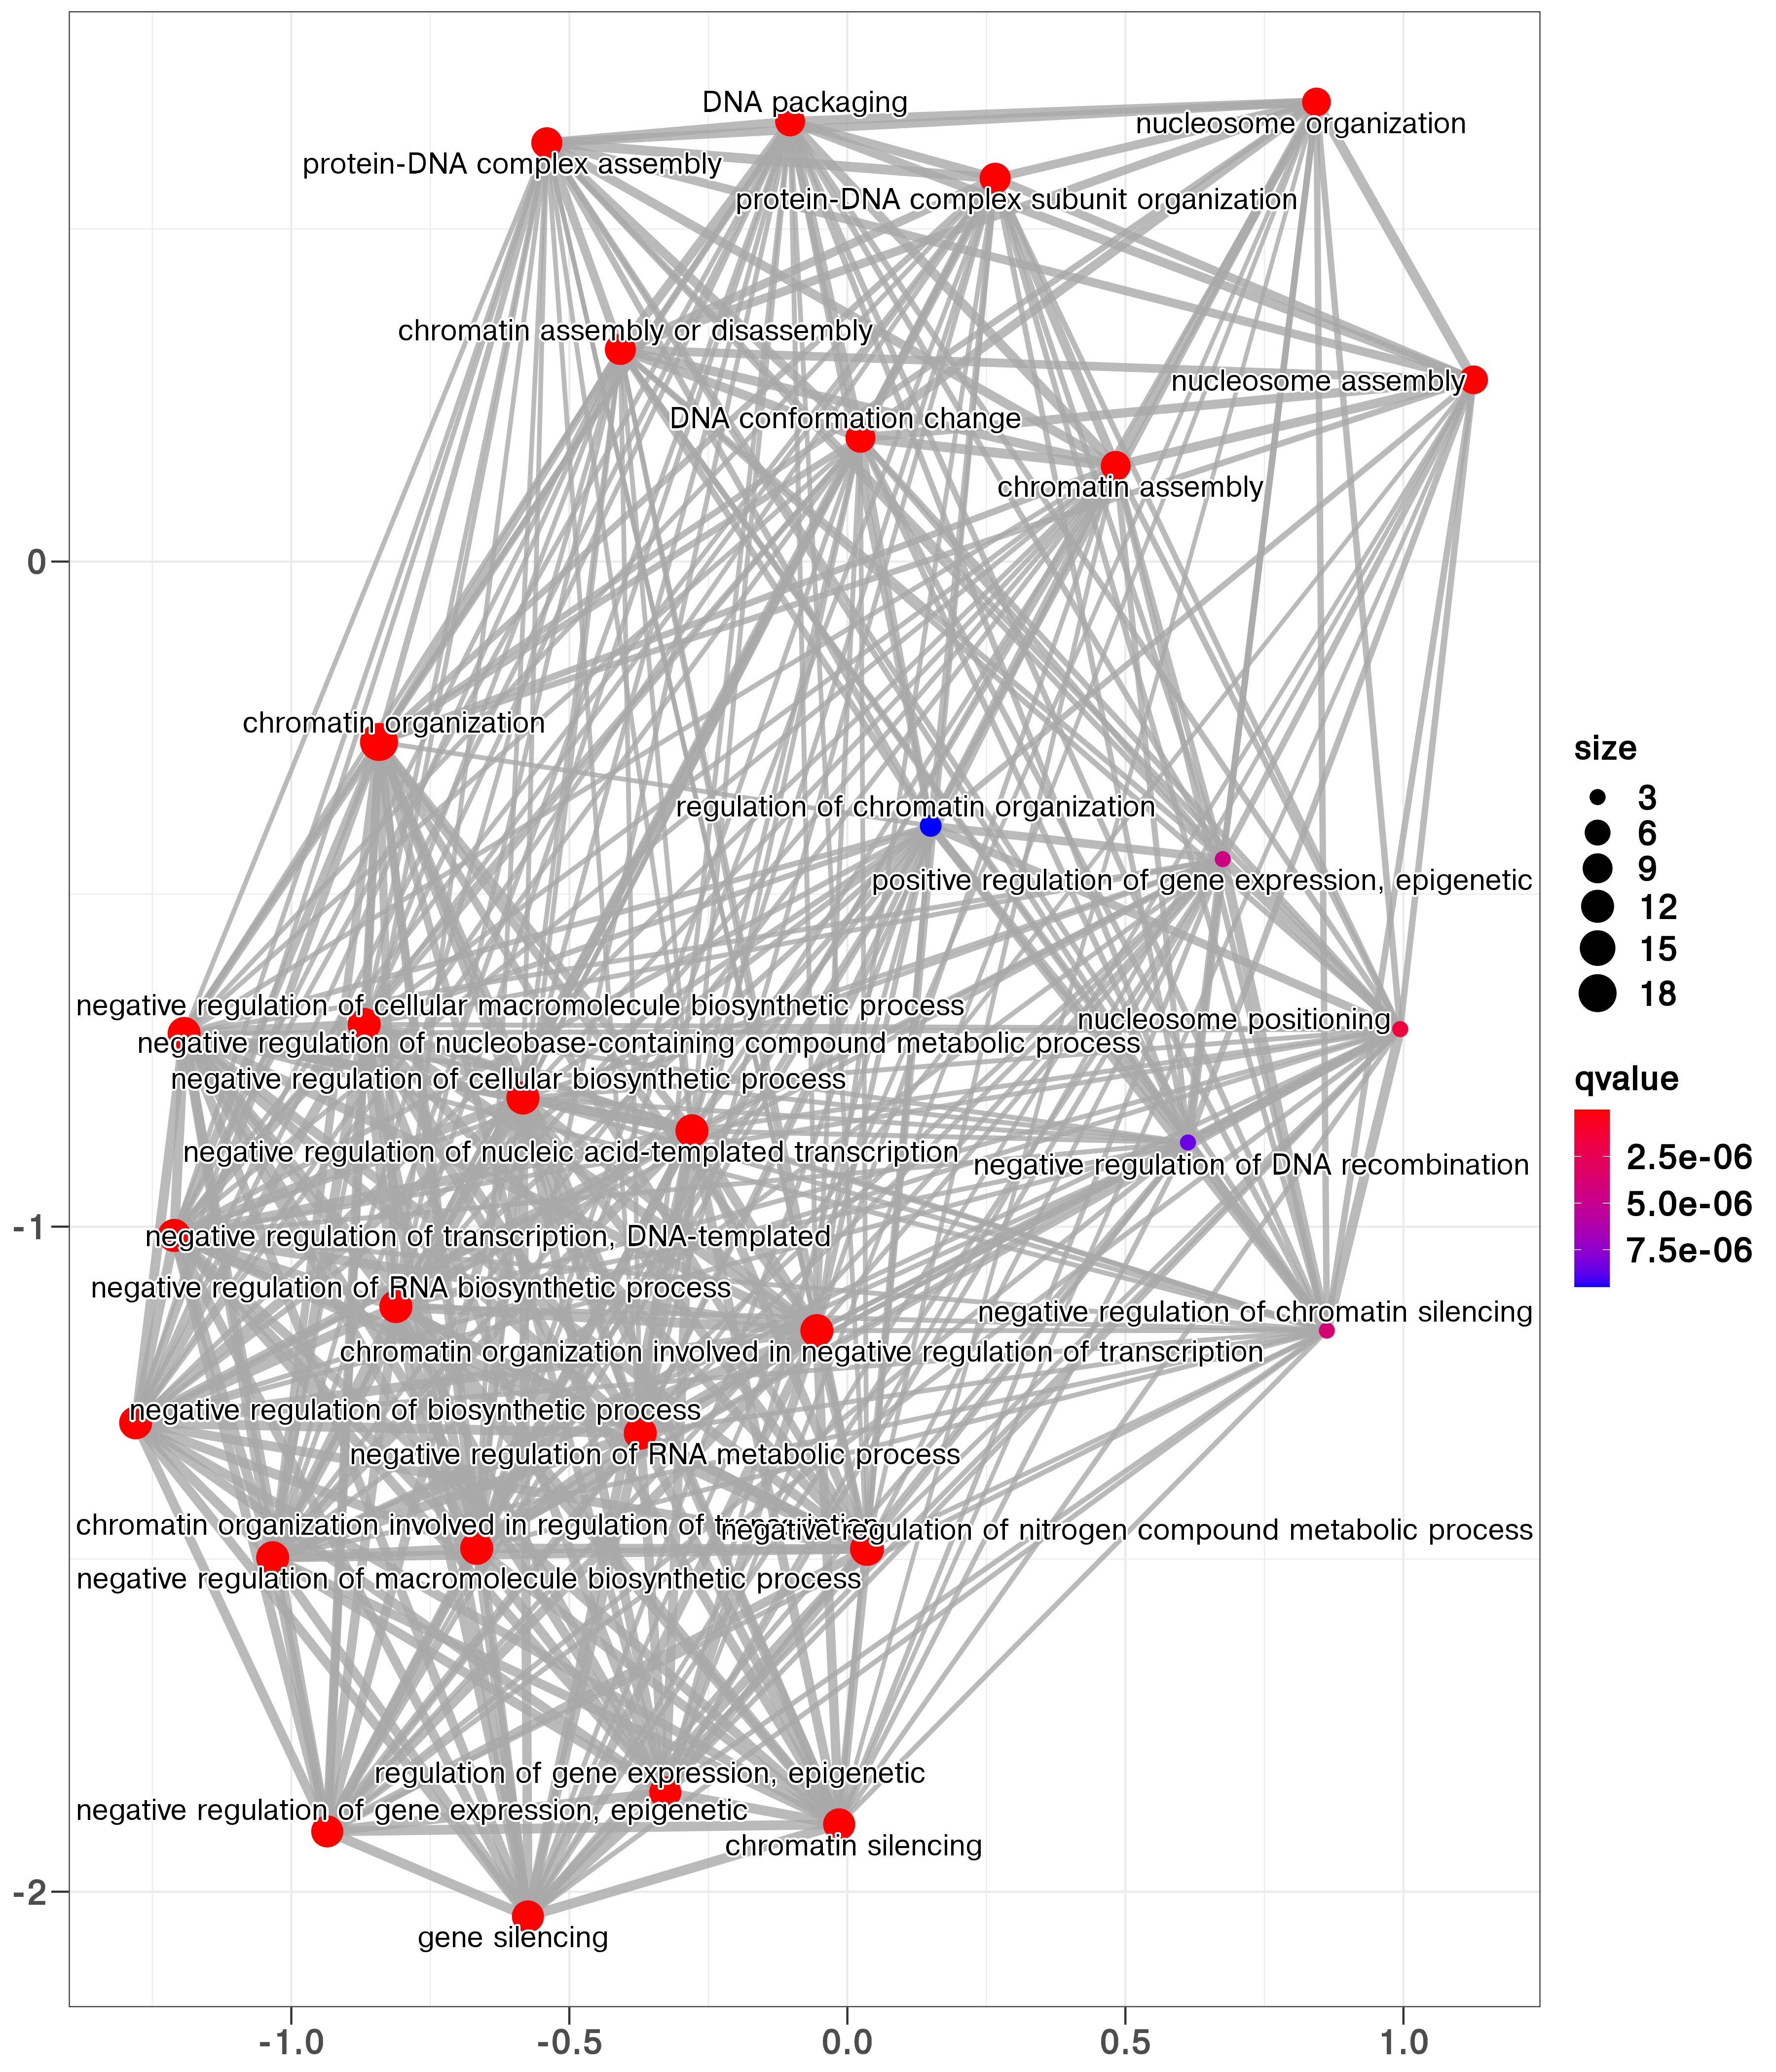 DNA packaging
nucleosome organization
protein-DNA complex assembly
protein-DNA complex subunit organization
chromatin assembly or disassembly
nucleosome assembly
DNA conformation change
chromatin assembly
0
chromatin organization
regulation of chromatin organization
positive regulation of gene expression, epigenetic
negative regulation of cellular macromolecule biosynthetic process
nucleosome positioning
negative regulation of nucleobase-containing compound metabolic process
negative regulation of cellular biosynthetic process
negative regulation of nucleic acid-templated transcription
negative regulation of DNA recombination
-1
negative regulation of transcription, DNA-templated
negative regulation of RNA biosynthetic process
negative regulation of chromatin silencing
chromatin organization involved in negative regulation of transcription
negative regulation of biosynthetic process
negative regulation of RNA metabolic process
chromatin organization involved in regulation of transcription
negative regulation of nitrogen compound metabolic process
negative regulation of macromolecule biosynthetic process
regulation of gene expression, epigenetic
negative regulation of gene expression, epigenetic
chromatin silencing
-2
gene silencing
-1.0
-0.5
0.0
0.5
1.0
size
3
6
9
12
15
18
qvalue
2.5e-06
5.0e-06
7.5e-06